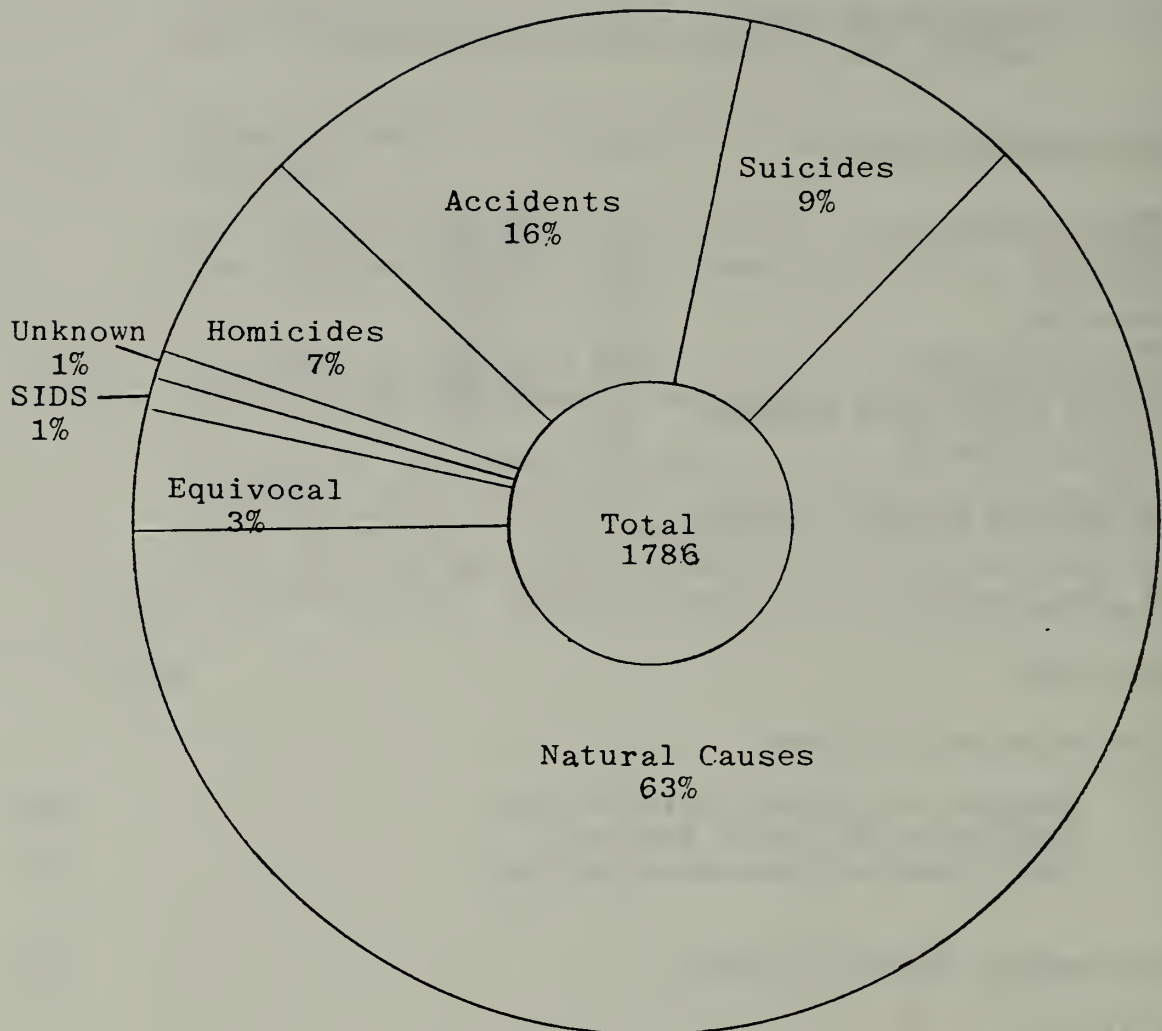 Suicides
9%
Accidents
16%
Homicides
7%
Unknown
1%
SIDS
1%
Equivocal
3%
Total
1786
Natural Causes
63%